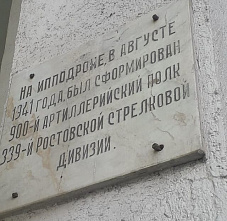 НА ИППОДРОМЕ, В АВГУСТЕ
1941 ГОДА, БЫЛ СФОРМИРОВАН
900-Й АРТИЛЛЕРИЙСКИЙ ПОЛК
339-Й РОСТОВСКОЙ СТРЕЛКОВОЙ
ДИВИЗИИ.